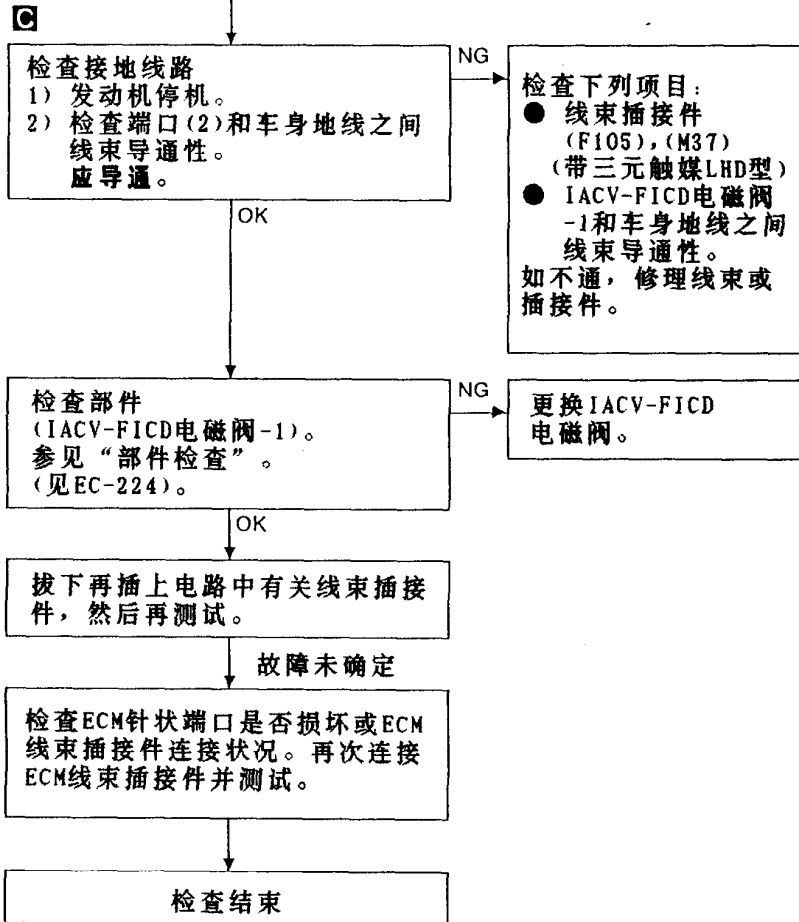 C
检查接地线路
1) 发动机停机。
2) 检查端口(2)和车身地线之间
线束导通性。
应导通。
NG
检查下列项目:
● 线束插接件
(F105),(M37)
(带三元触媒LHD型)
● IACV-FICD电磁阀
-1和车身地线之间
线束导通性。
如不通，修理线束或
插接件。
OK
检查部件
(IACV-FICD电磁阀-1)。
参见“部件检查”。
(见EC-224)。
NG
更换IACV-FICD
电磁阀。
OK
拔下再插上电路中有关线束插接
件，然后再测试。
故障未确定
检查ECM针状端口是否损坏或ECM
线束插接件连接状况。再次连接
ECM线束插接件并测试。
检查结束